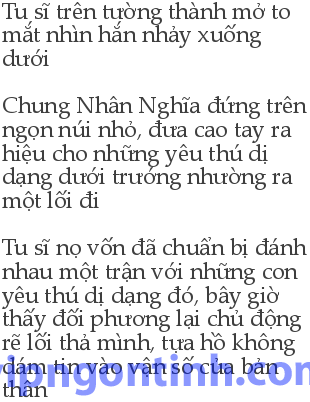 Tu sĩ trên tường thành mở to
mắt nhìn hắn nhảy xuống
dưới
Chung Nhân Nghĩa đứng trên
ngọn núi nhỏ, đưa cao tay ra
hiệu cho những yêu thú dị
dạng dưới trướng nhường ra
một lối đi
Tu sĩ nọ vốn đã chuẩn bị đánh
nhau một trận với những con
yêu thú dị dạng đó, bây giờ
thấy đối phương lại chủ động
rẽ lối thả mình, tựa hồ không
dám tin vào vận số của bản
thân